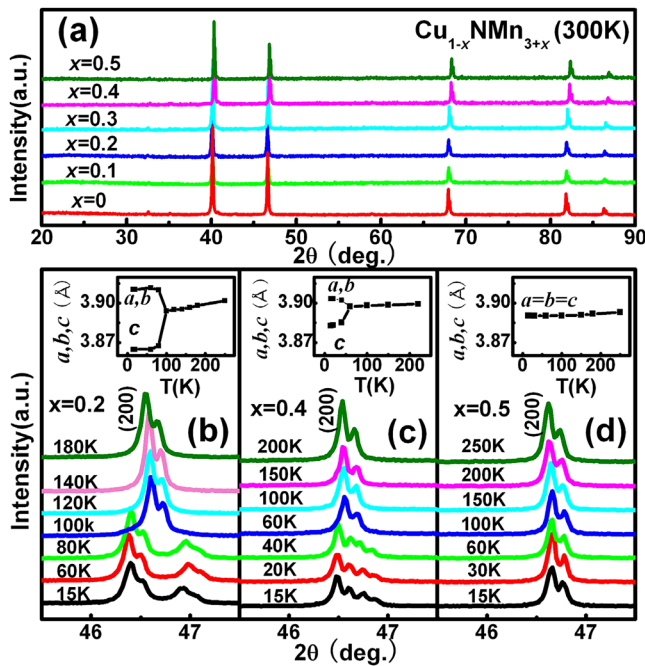 (a)
Cu1-xNMn3+x (300K)
x=0.5
x=0.4
x=0.3
x=0.2
x=0.1
x=0
Intensity(a.u.)
20 30 40 50 60 70 80 90
2θ (deg.)
a,b,c (Å)
3.90
3.87
a,b
c
0 100 200
T(K)
x=0.2
(200)
(b)
180K
140K
120K
100k
80K
60K
15K
Intensity(a.u.)
46 47
a,b,c (Å)
3.90
3.87
a,b
c
0 100 200
T(K)
x=0.4
(200)
(c)
200K
150K
100K
60K
40K
20K
15K
46 47
2θ (deg.)
a,b,c (Å)
3.90
3.87
a=b=c
0 100 200
T(K)
x=0.5
(200)
(d)
250K
200K
150K
100K
60K
30K
15K
46 47